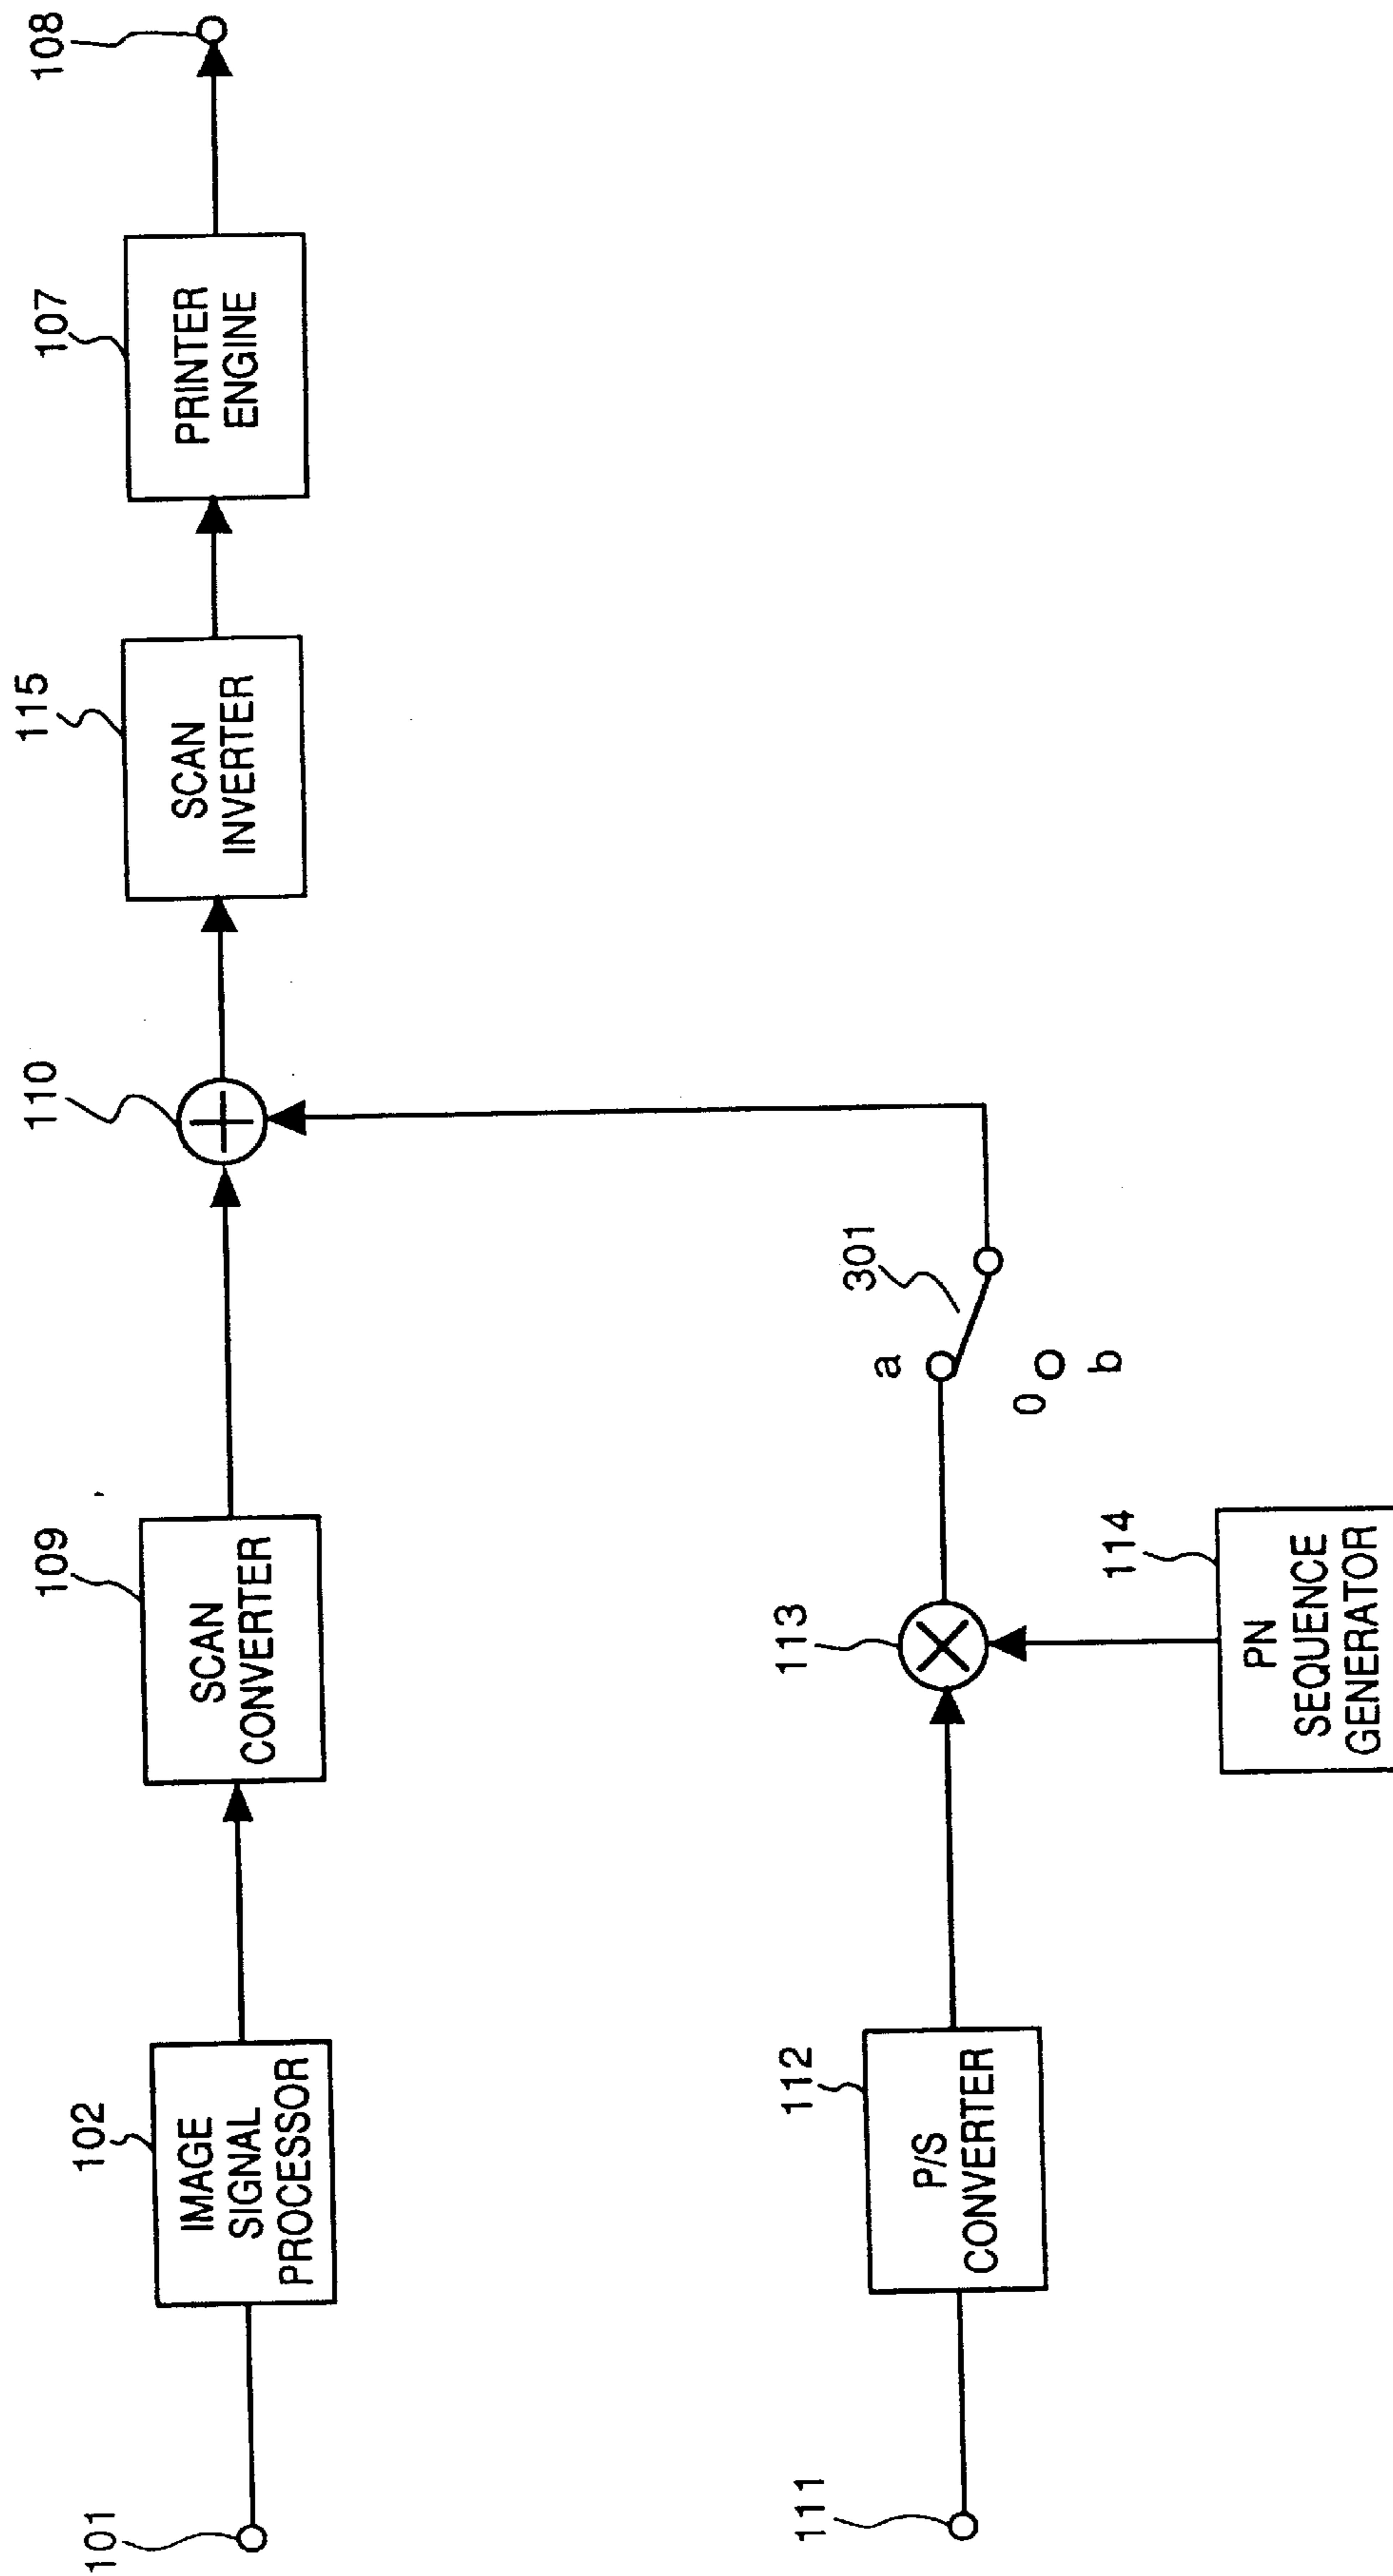 101
102
IMAGE
SIGNAL
PROCESSOR
109
SCAN
CONVERTER
110
115
SCAN
INVERTER
107
PRINTER
ENGINE
108
111
112
P/S
CONVERTER
113
114
PN
SEQUENCE
GENERATOR
a
0
b
301